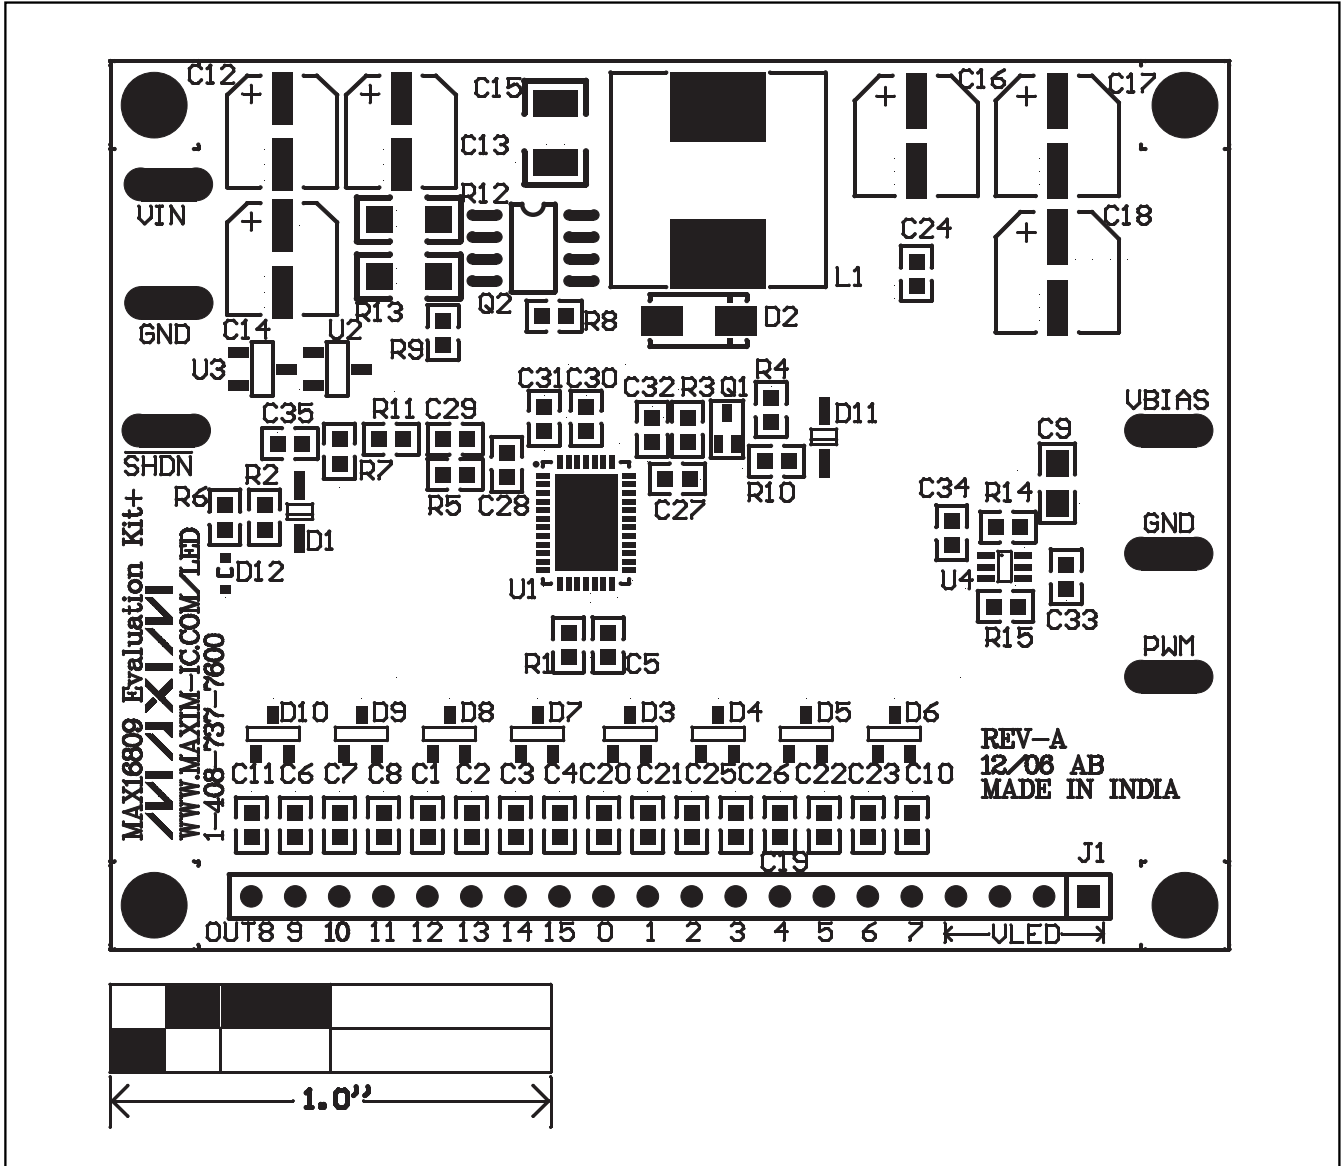 C12
C15
C16
C17
C13
VIN
R12
C18
C24
L1
GND
C14
U2
R13
Q2
R8
D2
R9
U3
C31 C30
C32 R3 Q1
R4
D11
VBIAS
C35
R11 C29
C9
SHDN
R7
R2
R6
R5
C28
C27
R10
C34
R14
GND
D1
D12
U1
U4
C33
R15
R1
C5
PWM
MAX16809 Evaluation Kit+
MAXIM
WWW.MAXIM-IC.COM/LED
1-408-737-7600
D10 D9 D8 D7 D3 D4 D5 D6
C11 C6 C7 C8 C1 C2 C3 C4 C20 C21 C25 C26 C22 C23 C10
REV-A
12/06 AB
MADE IN INDIA
C19
J1
OUT8 9 10 11 12 13 14 15 0 1 2 3 4 5 6 7 VLED
1.0”